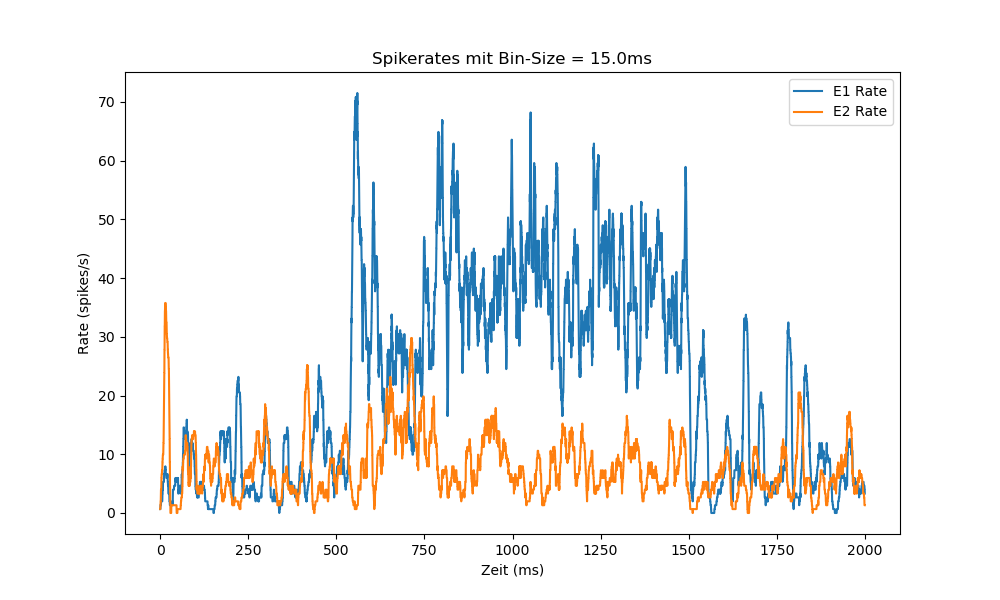 Spikerates mit Bin-Size = 15.0ms
E1 Rate
E2 Rate
70
60
50
40
30
20
10
0
Rate (spikes/s)
0 250 500 750 1000 1250 1500 1750 2000
Zeit (ms)